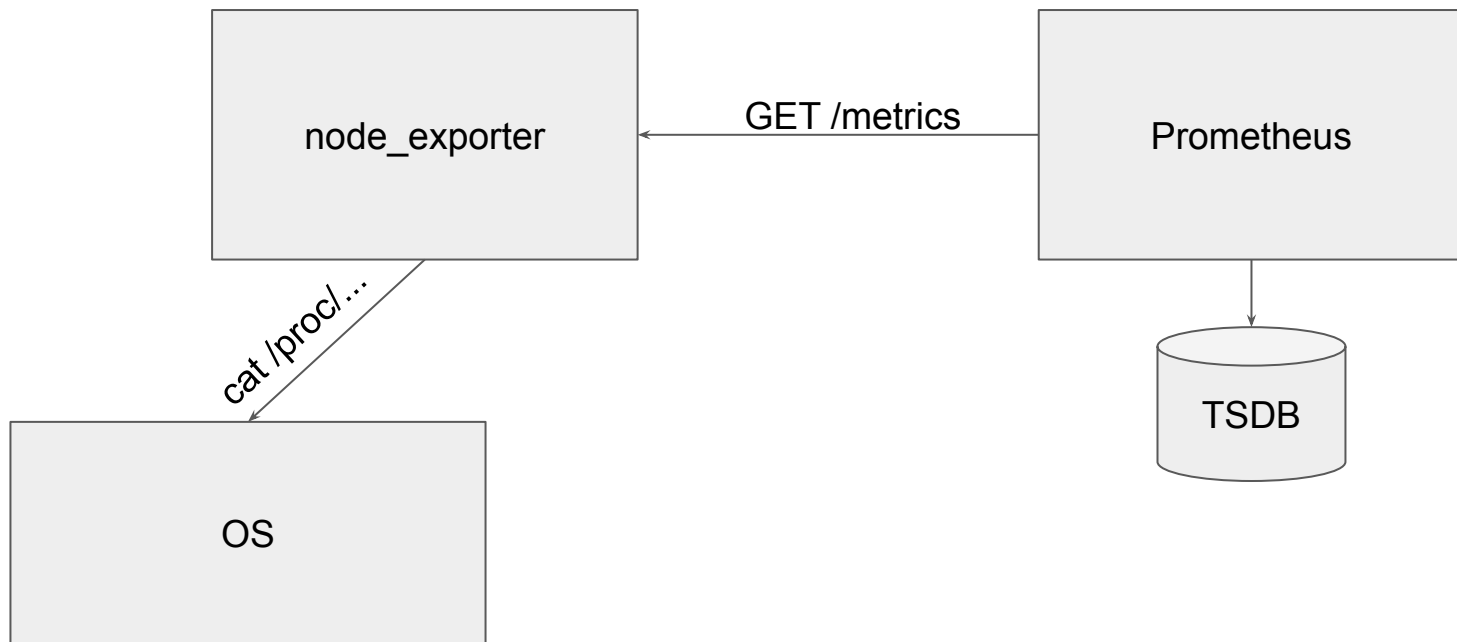 node_exporter
GET /metrics
Prometheus
cat /proc/...
TSDB
OS